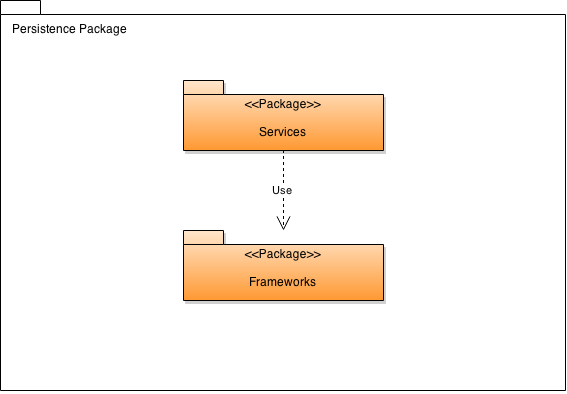 Persistence Package
<<Package>>
Services
Use
<<Package>>
Frameworks